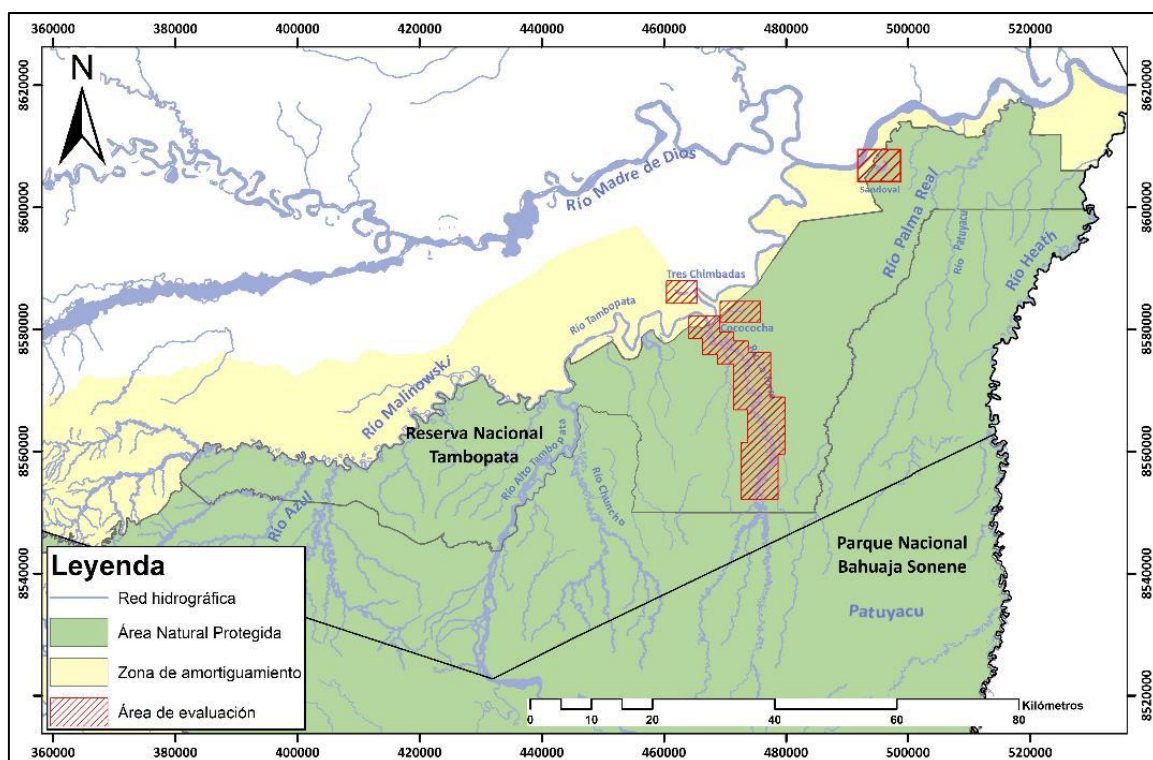 360000 380000 400000 420000 440000 460000 480000 500000 520000
8620000 8620000
8600000 8600000
8580000 8580000
8560000 8560000
8540000 8540000
8520000 8520000
N
Río Madre de Dios
Sandoval
Río Palma Real
Río Patuyacu
Río Heath
Tres Chimbadas
Río Tambopata
Cocococha
Río Malinowski
Reserva Nacional
Tambopata
Río Alto Tambopata
Río Chuncho
Río Azul
Parque Nacional
Bahuaja Sonene
Patuyacu
Leyenda
Red hidrográfica
Área Natural Protegida
Zona de amortiguamiento
Área de evaluación
Kilómetros
0 10 20 40 60 80
360000 380000 400000 420000 440000 460000 480000 500000 520000